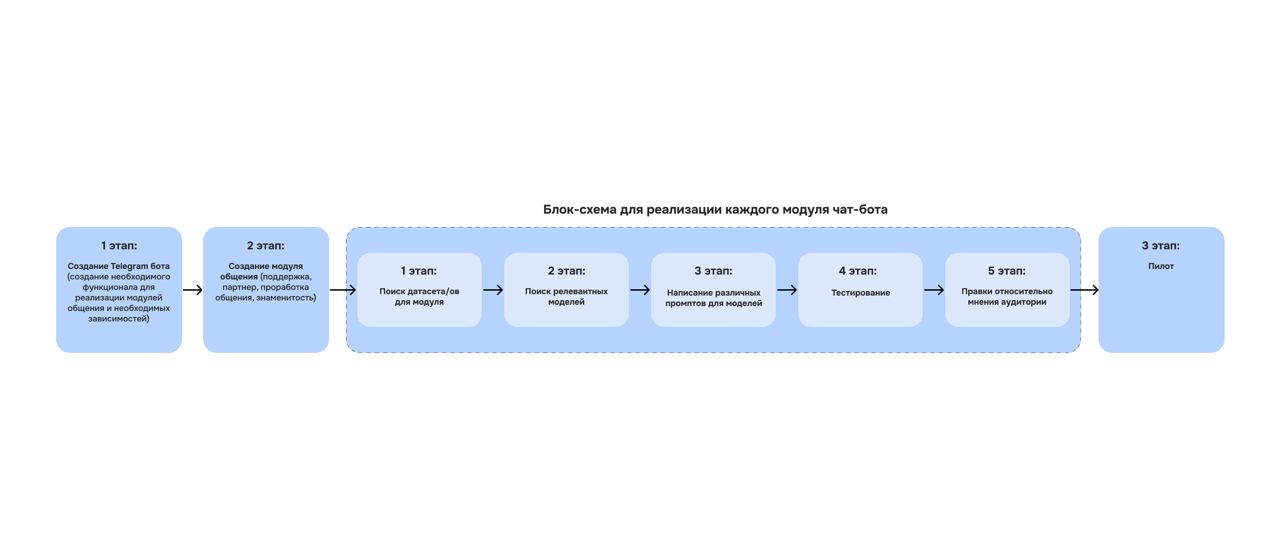 Блок-схема для реализации каждого модуля чат-бота
1 этап:
Создание Telegram бота
(создание необходимого
функционала для
реализации модулей
общения и необходимых
зависимостей)
2 этап:
Создание модуля
общения (поддержка,
партнер, проработка
общения, знаменитость)
1 этап:
Поиск датасета/ов
для модуля
2 этап:
Поиск релевантных
моделей
3 этап:
Написание различных
промптов для моделей
4 этап:
Тестирование
5 этап:
Правки относительно
мнения аудитории
3 этап:
Пилот